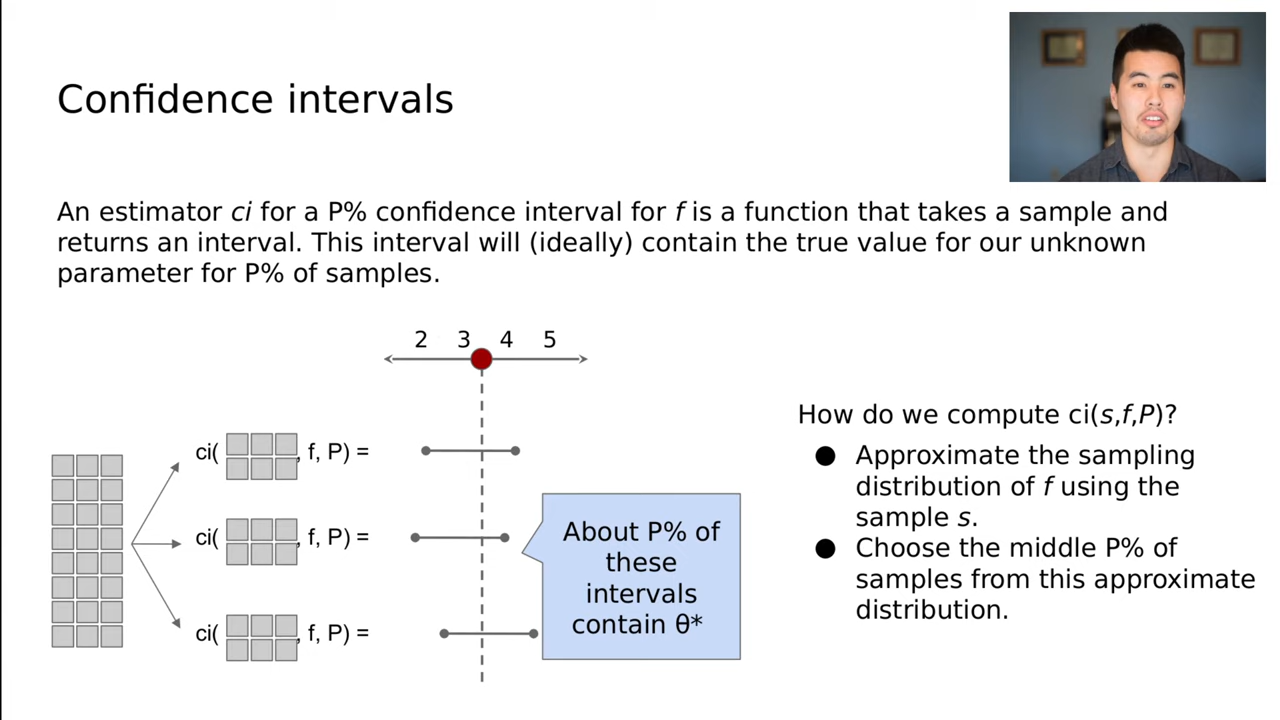 Confidence intervals
An estimator ci for a P% confidence interval for f is a function that takes a sample and
returns an interval. This interval will (ideally) contain the true value for our unknown
parameter for P% of samples.
2 3 4 5
ci( , f, P) =
ci( , f, P) =
ci( , f, P) =
About P% of
these
intervals
contain θ*
How do we compute ci(s,f,P)?
● Approximate the sampling
distribution of f using the
sample s.
● Choose the middle P% of
samples from this approximate
distribution.